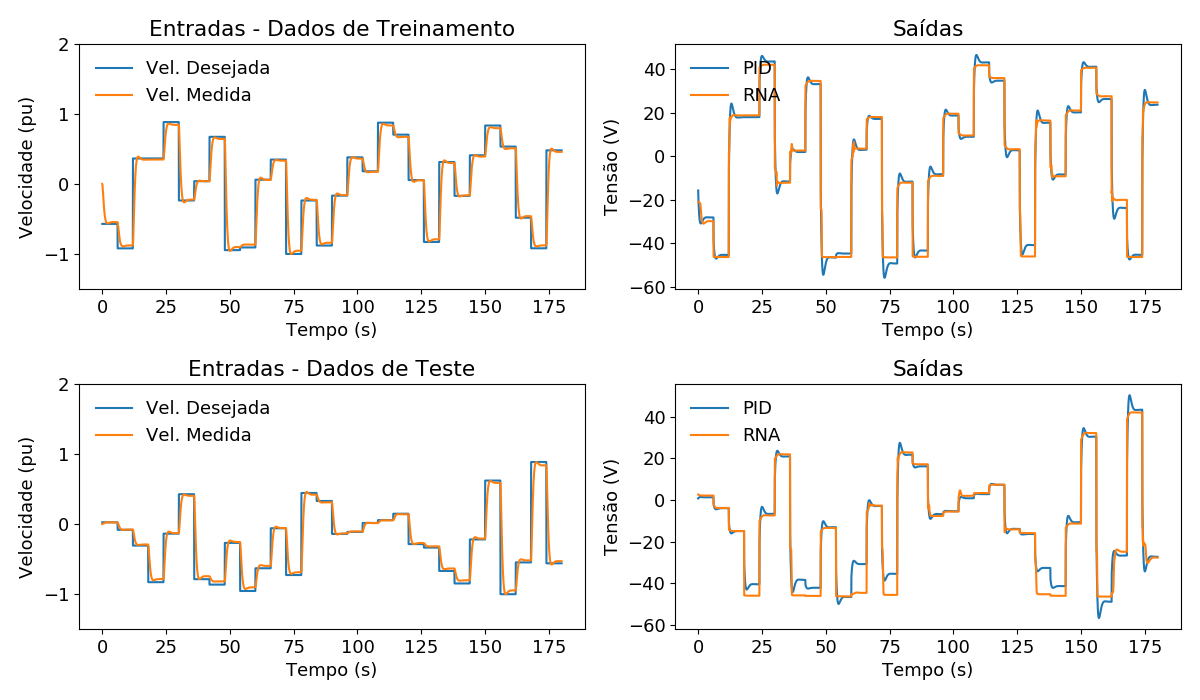 Entradas - Dados de Treinamento
Velocidade (pu)
2
1
0
−1
Vel. Desejada
Vel. Medida
0 25 50 75 100 125 150 175
Tempo (s)
Saídas
Tensão (V)
40
20
0
−20
−40
−60
PID
RNA
0 25 50 75 100 125 150 175
Tempo (s)
Entradas - Dados de Teste
Velocidade (pu)
2
1
0
−1
Vel. Desejada
Vel. Medida
0 25 50 75 100 125 150 175
Tempo (s)
Saídas
Tensão (V)
40
20
0
−20
−40
−60
PID
RNA
0 25 50 75 100 125 150 175
Tempo (s)